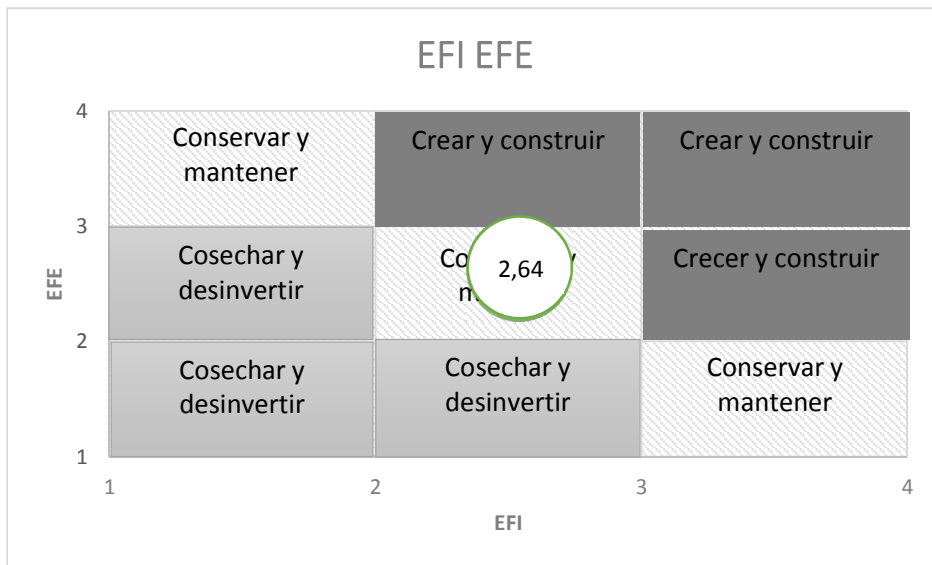 EFI EFE
4
Conservar y
mantener
Crear y construir
Crear y construir
3
Cosechar y
desinvertir
2,64
Crecer y construir
EFE
2
Cosechar y
desinvertir
Cosechar y
desinvertir
Conservar y
mantener
1
1 2 3 4
EFI